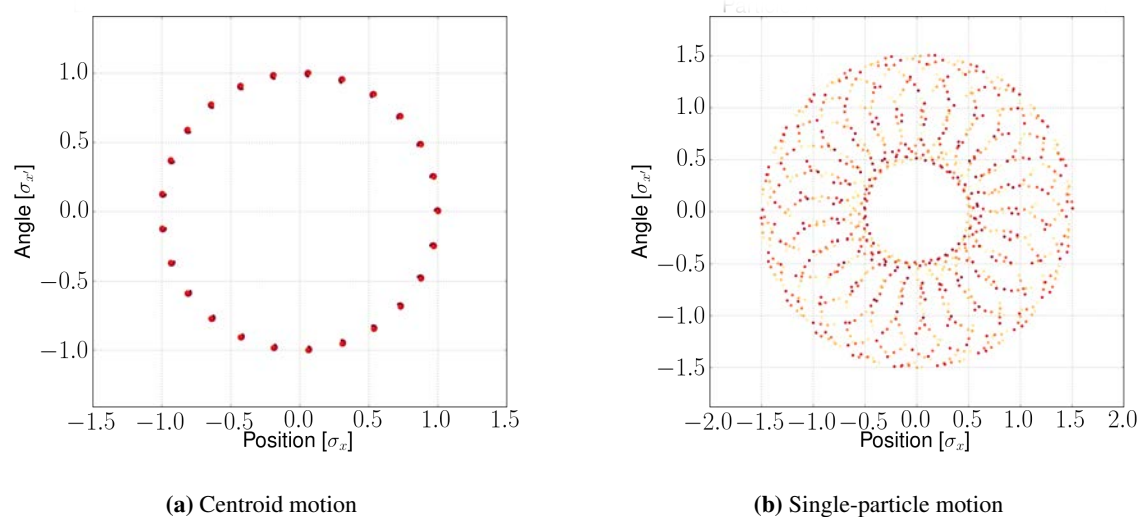 1.0
0.5
0.0
−0.5
−1.0
Angle [σx′]
−1.5 −1.0 −0.5 0.0 0.5 1.0 1.5
Position [σx]
(a) Centroid motion
1.5
1.0
0.5
0.0
−0.5
−1.0
−1.5
Angle [σx′]
−2.0 −1.5 −1.0 −0.5 0.0 0.5 1.0 1.5 2.0
Position [σx]
(b) Single-particle motion